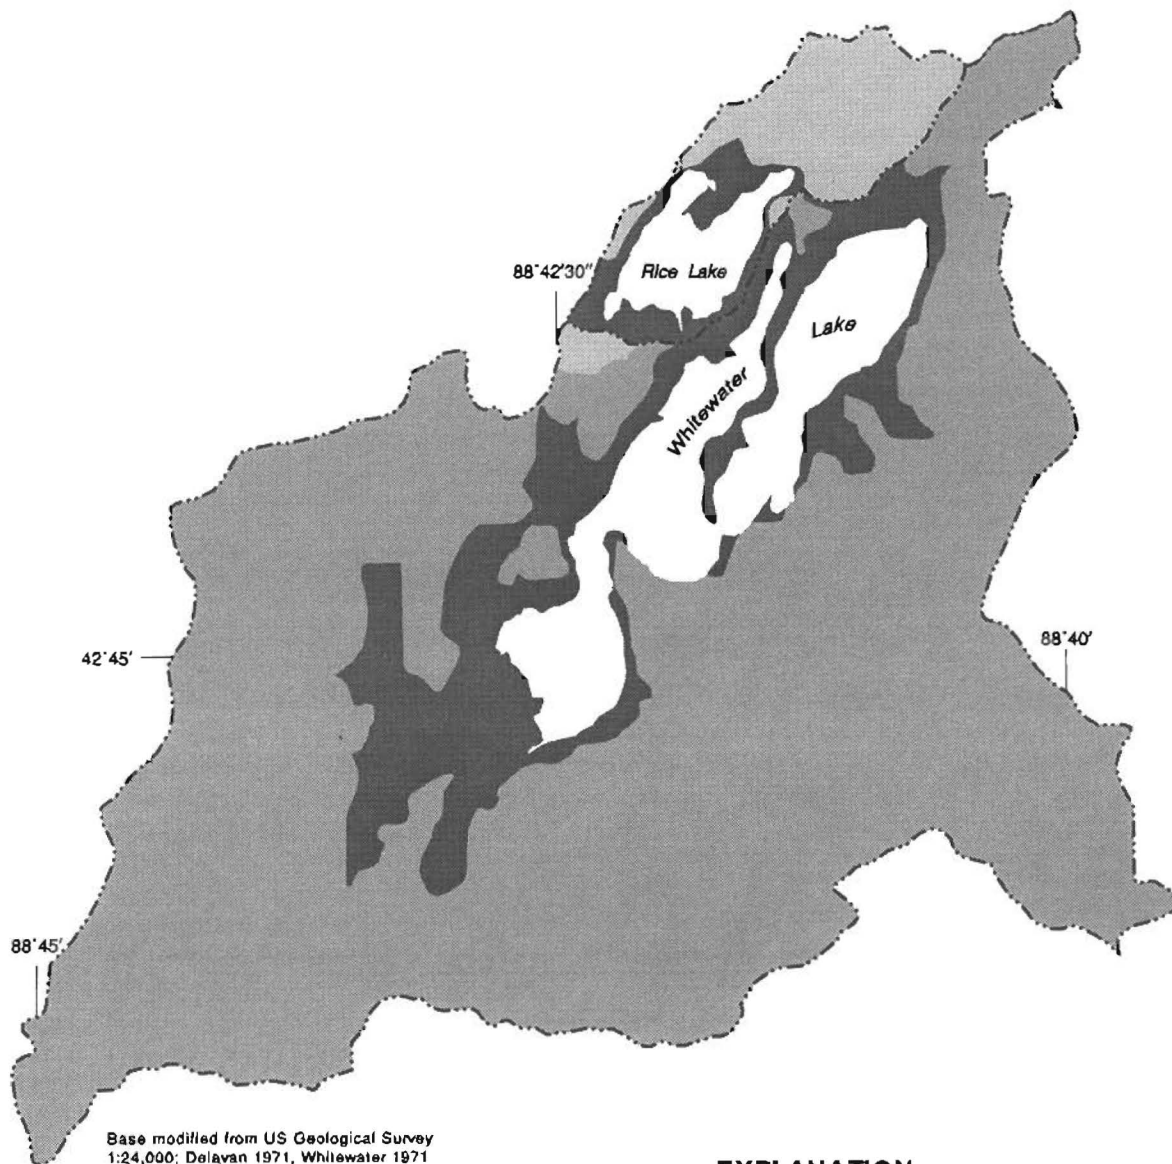 88°42'30"
Rice Lake
Lake
Whitewater
42°45'
88°40'
88°45'
Base modified from US Geological Survey
1:24,000; Delavan 1971, Whitewater 1971
EXPLANATION